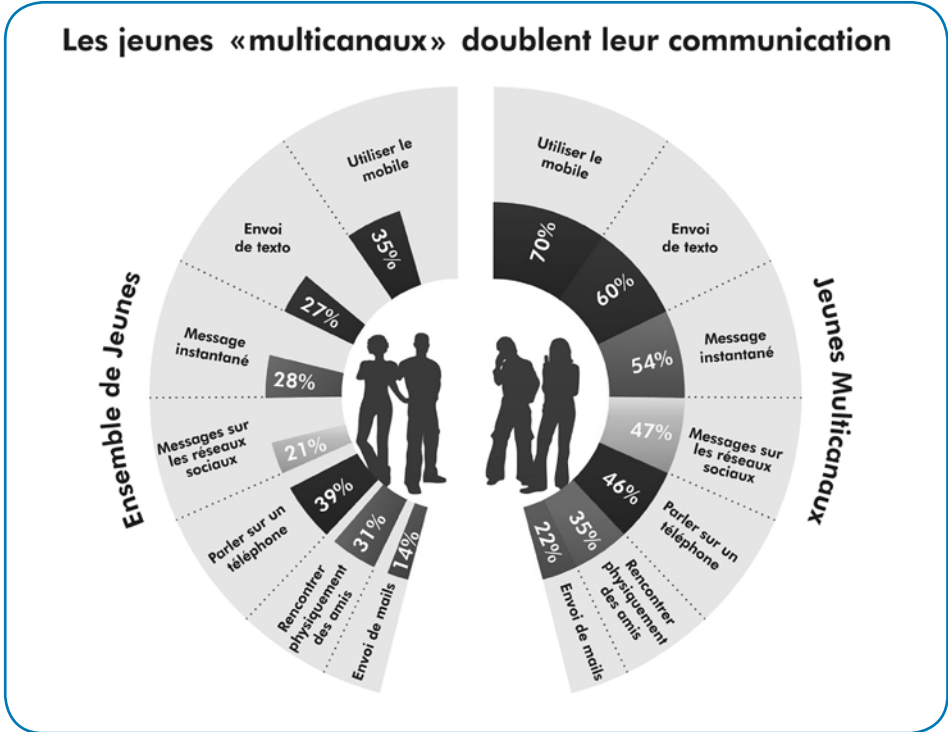 Les jeunes «multicanaux» doublent leur communication
Ensemble de Jeunes
Utiliser le
mobile
35%
Envoi
de texto
27%
Message
instantané
28%
Messages sur
les réseaux
sociaux
21%
Parler sur un
téléphone
39%
Rencontrer
physiquement
des amis
31%
Envoi de mails
14%
Jeunes Multicanaux
Utiliser le
mobile
70%
Envoi
de texto
60%
Message
instantané
54%
Messages sur
les réseaux
sociaux
47%
Parler sur un
téléphone
46%
Rencontrer
physiquement
des amis
35%
Envoi de mails
22%